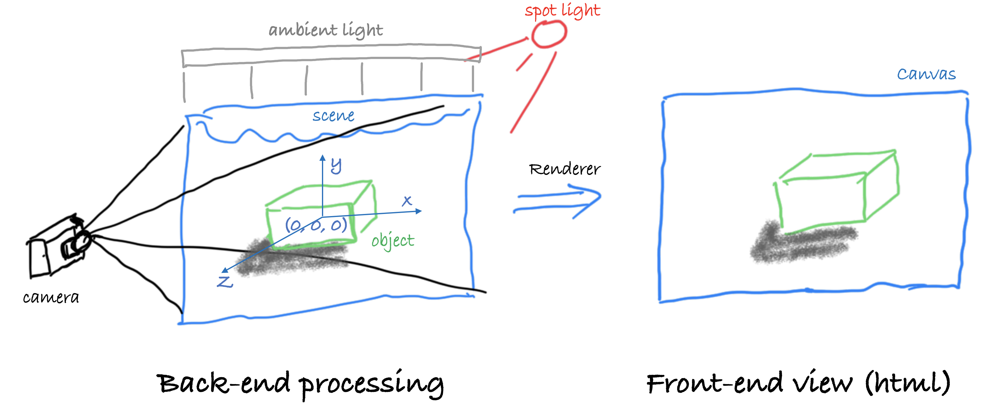 spot light
ambient light
Canvas
scene
y
Renderer
x
(0, 0, 0)
object
z
camera
Back-end processing
Front-end view (html)